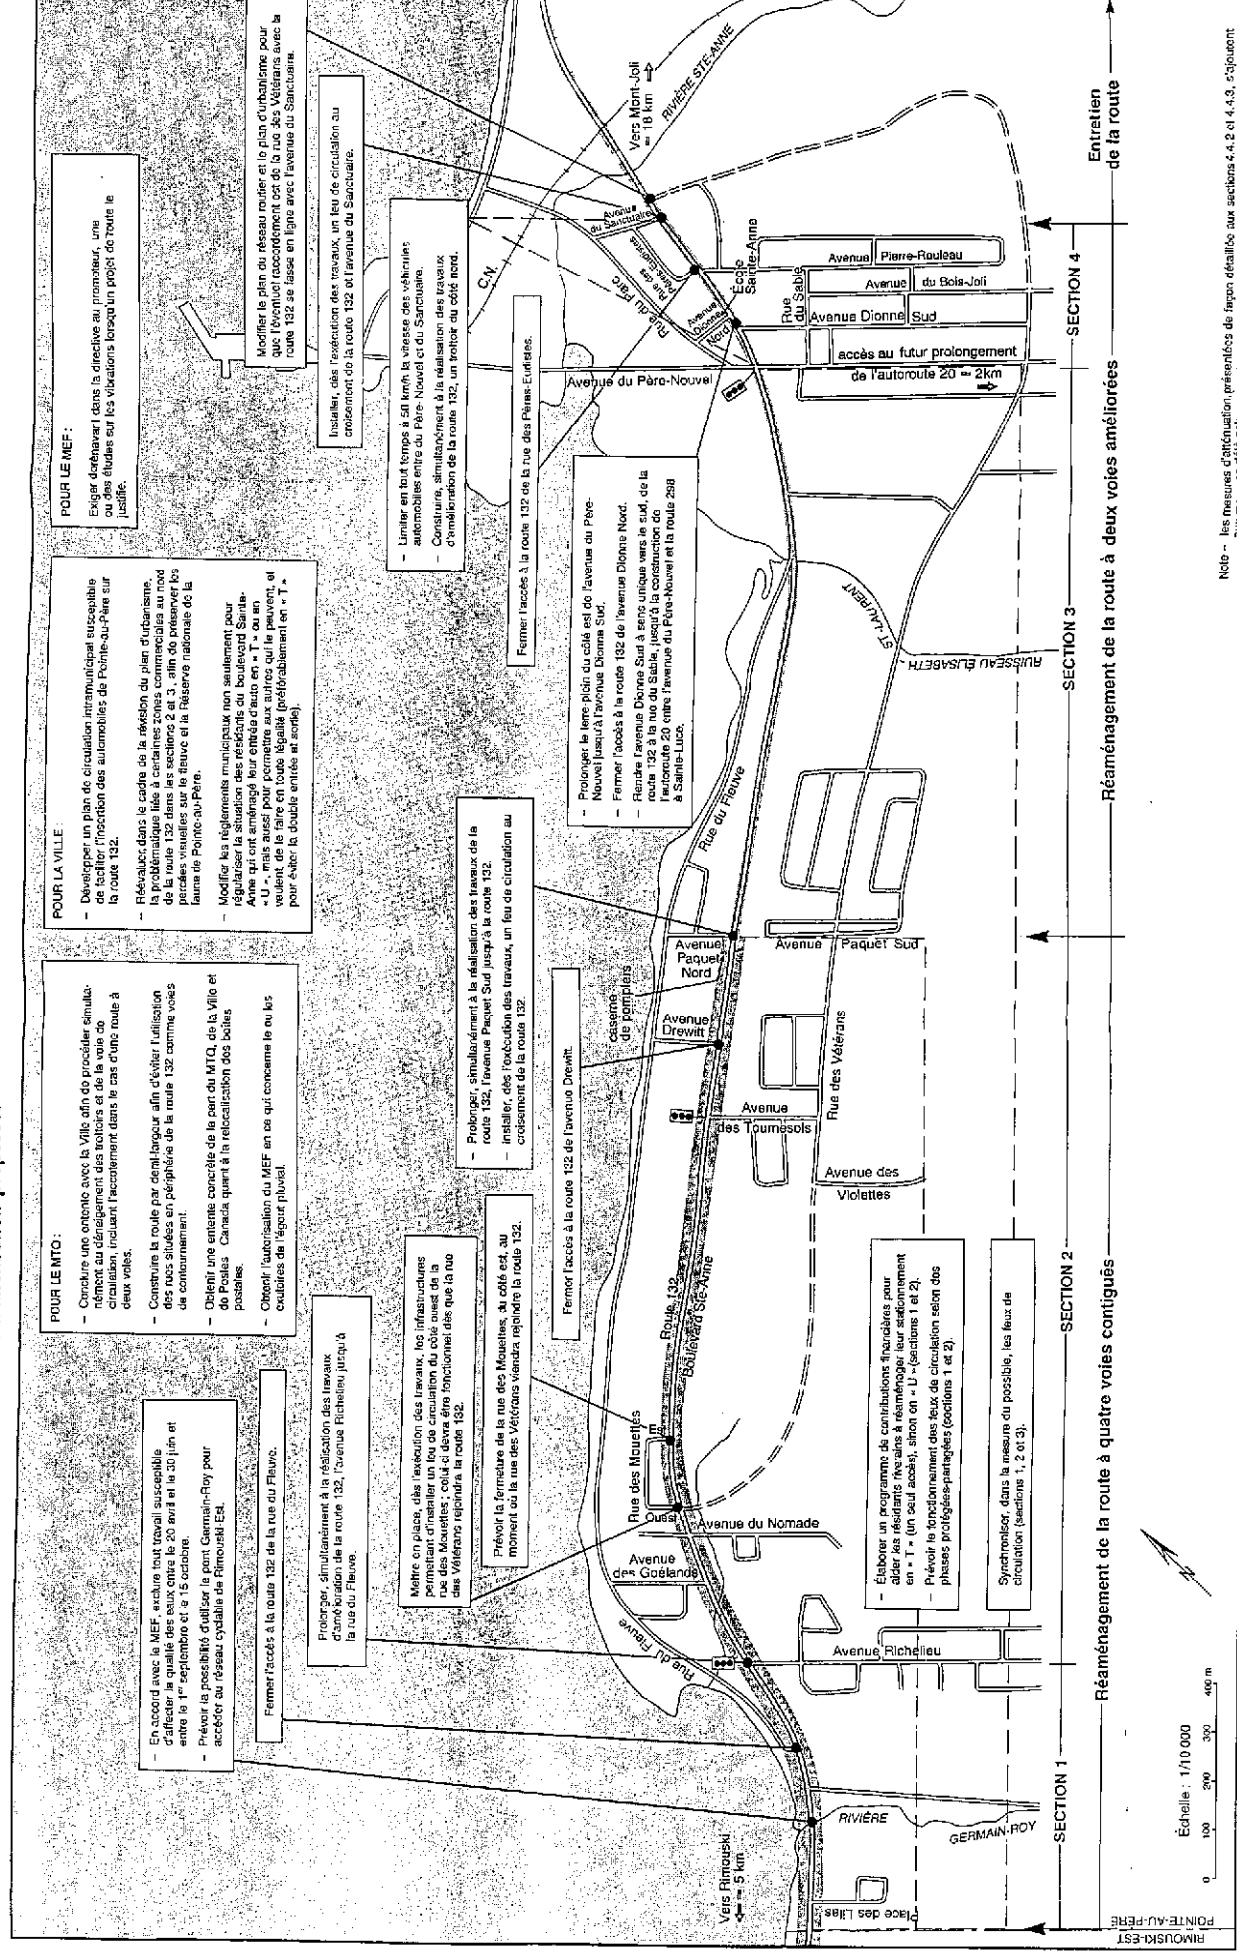 POUR LE MTQ :
– Conclure une entente avec la Ville afin de procéder simulta-
nément au déneigement des trottoirs et de la voie de
circulation, incluant l'accotement dans le cas d'une route à
deux voies.
– Construire la route par demi-largeur afin d'éviter l'utilisation
des rues situées en périphérie de la route 132 comme voies
de contournement.
– Obtenir une entente concrète de la part du MTQ, de la Ville et
de Postes Canada quant à la relocalisation des boîtes
postales.
– Obtenir l'autorisation du MEF en ce qui concerne le ou les
exutoires de l'égout pluvial.
POUR LA VILLE :
– Développer un plan de circulation intramunicipal susceptible
de faciliter l'insertion des automobiles de Pointe-au-Père sur
la route 132.
– Réévaluer, dans le cadre de la révision du plan d'urbanisme,
la problématique liée à certaines zones commerciales au nord
de la route 132 dans les sections 2 et 3, afin de préserver les
percées visuelles sur le fleuve et la Réserve nationale de la
faune de Pointe-au-Père.
– Modifier les règlements municipaux non seulement pour
régulariser la situation des résidants du boulevard Sainte-
Anne qui ont aménagé leur entrée d'auto en « T » ou en
« U », mais aussi pour permettre aux autres qui le peuvent, et
veulent, de le faire en toute légalité (préférablement en « T »
pour éviter la double entrée et sortie).
POUR LE MEF :
Exiger dorénavant dans la directive au promoteur, une
ou des études sur les vibrations lorsqu'un projet de route le
justifie.
– En accord avec le MEF, exclure tout travail susceptible
d'affecter la qualité des eaux entre le 20 avril et le 30 juin et
entre le 1er septembre et le 15 octobre.
– Prévoir la possibilité d'utiliser le pont Germain-Roy pour
accéder au réseau cyclable de Rimouski-Est.
Fermer l'accès à la route 132 de la rue du Fleuve.
Prolonger, simultanément à la réalisation des travaux
d'amélioration de la route 132, l'avenue Richelieu jusqu'à
la rue du Fleuve.
Mettre en place, dès l'exécution des travaux, les infrastructures
permettant d'installer un feu de circulation du côté ouest de la
rue des Mouettes ; celui-ci devra être fonctionnel dès que la rue
des Vétérans rejoindra la route 132.
Prévoir la fermeture de la rue des Mouettes, du côté est, au
moment où la rue des Vétérans viendra rejoindre la route 132.
Fermer l'accès à la route 132 de l'avenue Drewitt.
– Prolonger, simultanément à la réalisation des travaux de la
route 132, l'avenue Paquet Sud jusqu'à la route 132.
– Installer, dès l'exécution des travaux, un feu de circulation au
croisement de la route 132.
– Prolonger le terre-plein du côté est de l'avenue du Père-
Nouvel jusqu'à l'avenue Dionne Sud.
– Fermer l'accès à la route 132 de l'avenue Dionne Nord.
– Rendre l'avenue Dionne Sud à sens unique vers le sud, de la
route 132 à la rue du Sable, jusqu'à la construction de
l'autoroute 20 entre l'avenue du Père-Nouvel et la route 298
à Sainte-Luce.
Fermer l'accès à la route 132 de la rue des Pères-Eudistes.
– Limiter en tout temps à 50 km/h la vitesse des véhicules
automobiles entre du Père-Nouvel et du Sanctuaire.
– Construire, simultanément à la réalisation des travaux
d'amélioration de la route 132, un trottoir du côté nord.
Installer, dès l'exécution des travaux, un feu de circulation au
croisement de la route 132 et l'avenue du Sanctuaire.
Modifier le plan du réseau routier et le plan d'urbanisme pour
que l'éventuel raccordement est de la rue des Vétérans avec la
route 132 se fasse en ligne avec l'avenue du Sanctuaire.
Vers Rimouski
≈ 5 km
Place des Lilas
RIVIÈRE
GERMAIN-ROY
Rue du Fleuve
Avenue Richelieu
Avenue
des Goélands
Avenue du Nomade
Rue des Mouettes
Ouest
Est
Route 132
Boulevard Ste-Anne
Avenue des
Violettes
Avenue
des Tournesols
Rue des Vétérans
Avenue
Drewitt
caserne
de pompiers
Avenue
Paquet
Nord
Avenue Paquet Sud
Rue du Fleuve
ST-LAURENT
RUISSEAU ÉLISABETH
Avenue du Père-Nouvel
accès au futur prolongement
de l'autoroute 20 ≈ 2km
Rue du Parc
Avenue
Dionne
Nord
Rue des
Pères-Eudistes
Avenue
du Sanctuaire
École
Sainte-Anne
Rue
du Sable
Avenue Dionne Sud
Avenue du Bois-Joli
Avenue Pierre-Rouleau
C.N.
Vers Mont-Joli
≈ 18 km
RIVIÈRE STE-ANNE
– Élaborer un programme de contributions financières pour
aider les résidants riverains à réaménager leur stationnement
en « T » (un seul accès), sinon en « U » (sections 1 et 2).
– Prévoir le fonctionnement des feux de circulation selon des
phases protégées-partagées (sections 1 et 2).
Synchroniser, dans la mesure du possible, les feux de
circulation (sections 1, 2 et 3).
SECTION 1
SECTION 2
SECTION 3
SECTION 4
Réaménagement de la route à quatre voies contiguës
Réaménagement de la route à deux voies améliorées
Entretien
de la route
RIMOUSKI-EST
POINTE-AU-PÈRE
N
Échelle : 1/10 000
0 100 200 300 400 m
Note – les mesures d'atténuation, présentées de façon détaillée aux sections 4.4.2 et 4.4.3, s'ajoutent